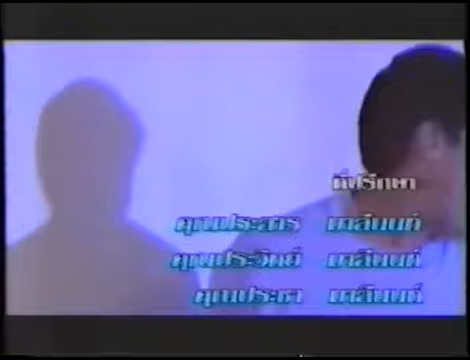 ที่ปรึกษา
คุณประสาร มาลีนนท์
คุณประวิทย์ มาลีนนท์
คุณประชา มาลีนนท์